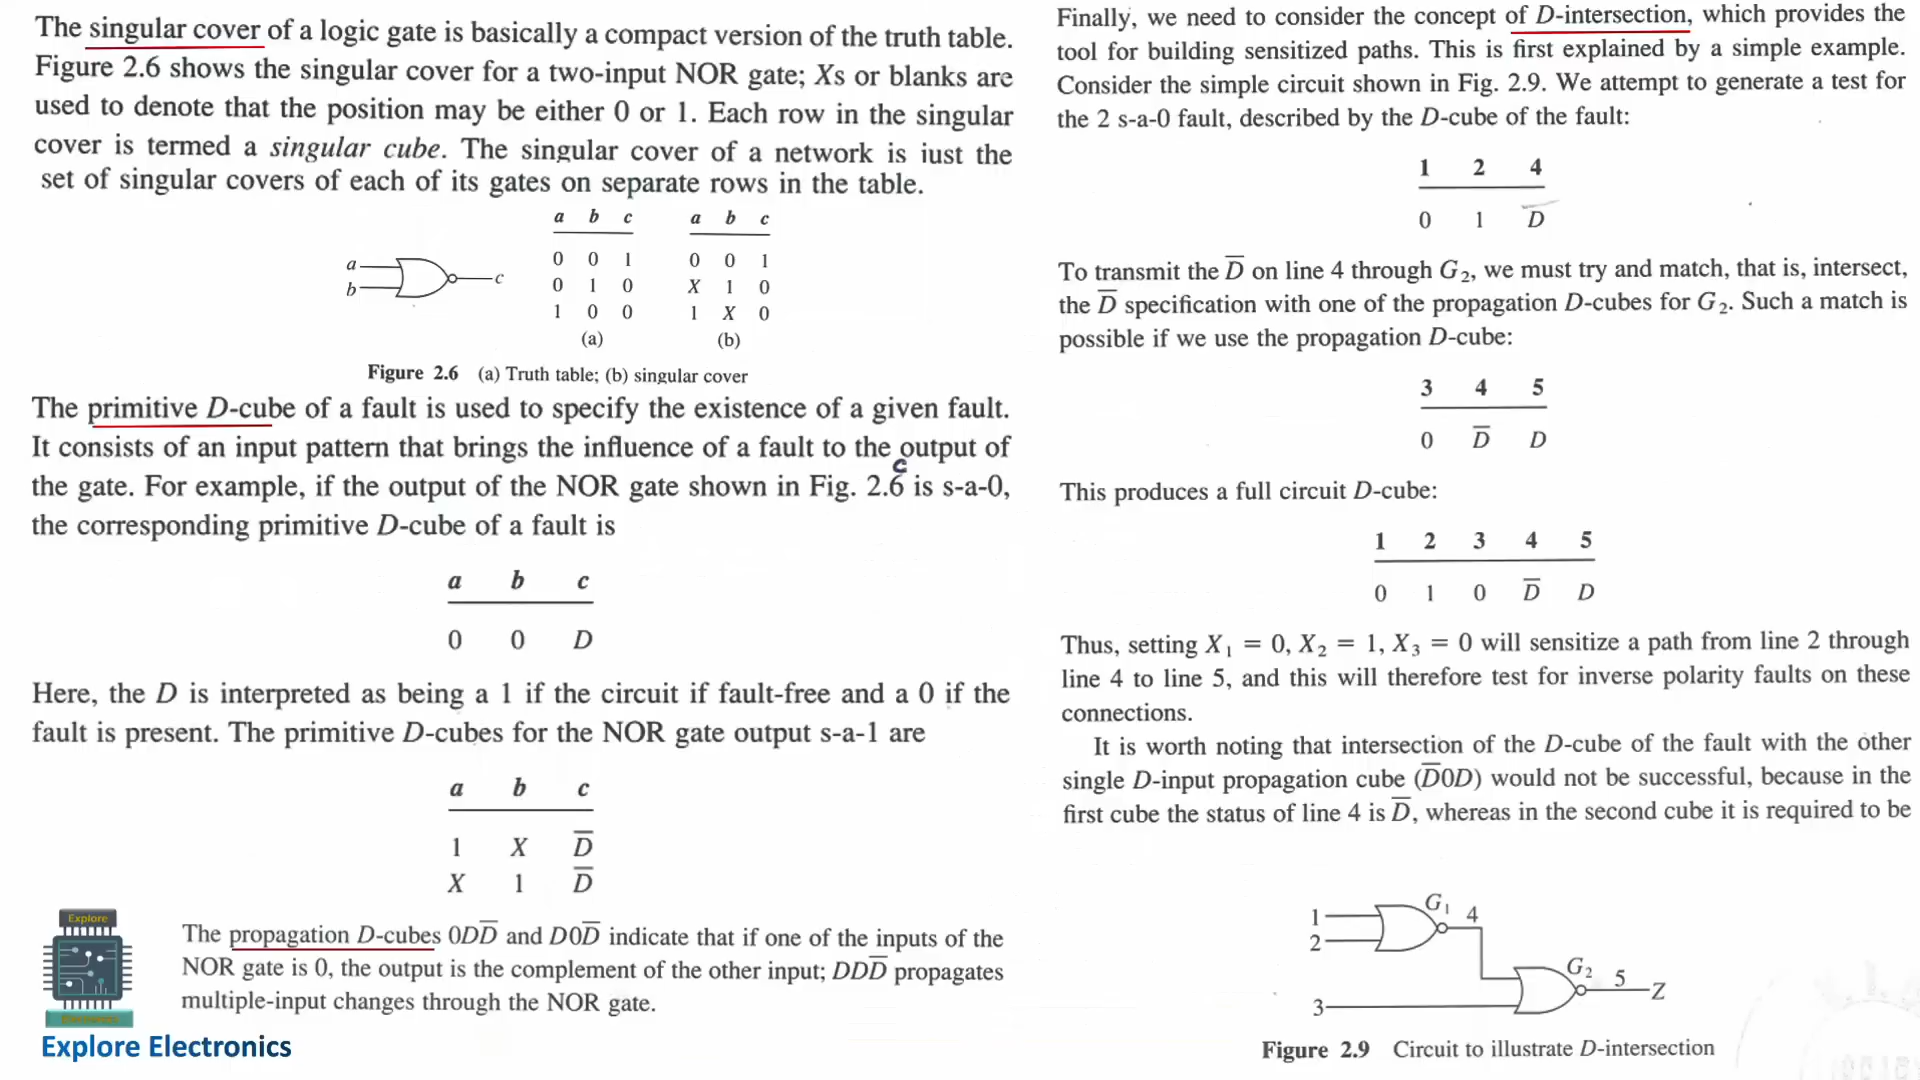 The singular cover of a logic gate is basically a compact version of the truth table.
Figure 2.6 shows the singular cover for a two-input NOR gate; Xs or blanks are
used to denote that the position may be either 0 or 1. Each row in the singular
cover is termed a singular cube. The singular cover of a network is just the
set of singular covers of each of its gates on separate rows in the table.
a b c a b c
a
b
c
0 0 1 0 0 1
0 1 0 X 1 0
1 0 0 1 X 0
(a) (b)
Figure 2.6 (a) Truth table; (b) singular cover
The primitive D-cube of a fault is used to specify the existence of a given fault.
It consists of an input pattern that brings the influence of a fault to the output of
the gate. For example, if the output of the NOR gate shown in Fig. 2.6 is s-a-0,
c
the corresponding primitive D-cube of a fault is
a b c
0 0 D
Here, the D is interpreted as being a 1 if the circuit if fault-free and a 0 if the
fault is present. The primitive D-cubes for the NOR gate output s-a-1 are
a b c
1 X D̅
X 1 D̅
The propagation D-cubes 0DD̅ and D0D̅ indicate that if one of the inputs of the
NOR gate is 0, the output is the complement of the other input; DDD̅ propagates
multiple-input changes through the NOR gate.
Explore
Explore Electronics
Finally, we need to consider the concept of D-intersection, which provides the
tool for building sensitized paths. This is first explained by a simple example.
Consider the simple circuit shown in Fig. 2.9. We attempt to generate a test for
the 2 s-a-0 fault, described by the D-cube of the fault:
1 2 4
0 1 D̅
To transmit the D̅ on line 4 through G₂, we must try and match, that is, intersect,
the D̅ specification with one of the propagation D-cubes for G₂. Such a match is
possible if we use the propagation D-cube:
3 4 5
0 D̅ D
This produces a full circuit D-cube:
1 2 3 4 5
0 1 0 D̅ D
Thus, setting X₁ = 0, X₂ = 1, X₃ = 0 will sensitize a path from line 2 through
line 4 to line 5, and this will therefore test for inverse polarity faults on these
connections.
It is worth noting that intersection of the D-cube of the fault with the other
single D-input propagation cube (D̅0D) would not be successful, because in the
first cube the status of line 4 is D̅, whereas in the second cube it is required to be
1
2
G₁ 4
G₂ 5 Z
3
Figure 2.9 Circuit to illustrate D-intersection